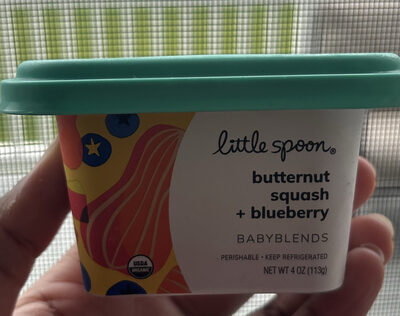 little spoon®
butternut
squash
+ blueberry
BABYBLENDS
PERISHABLE • KEEP REFRIGERATED
NET WT 4 OZ (113g)
USDA
ORGANIC